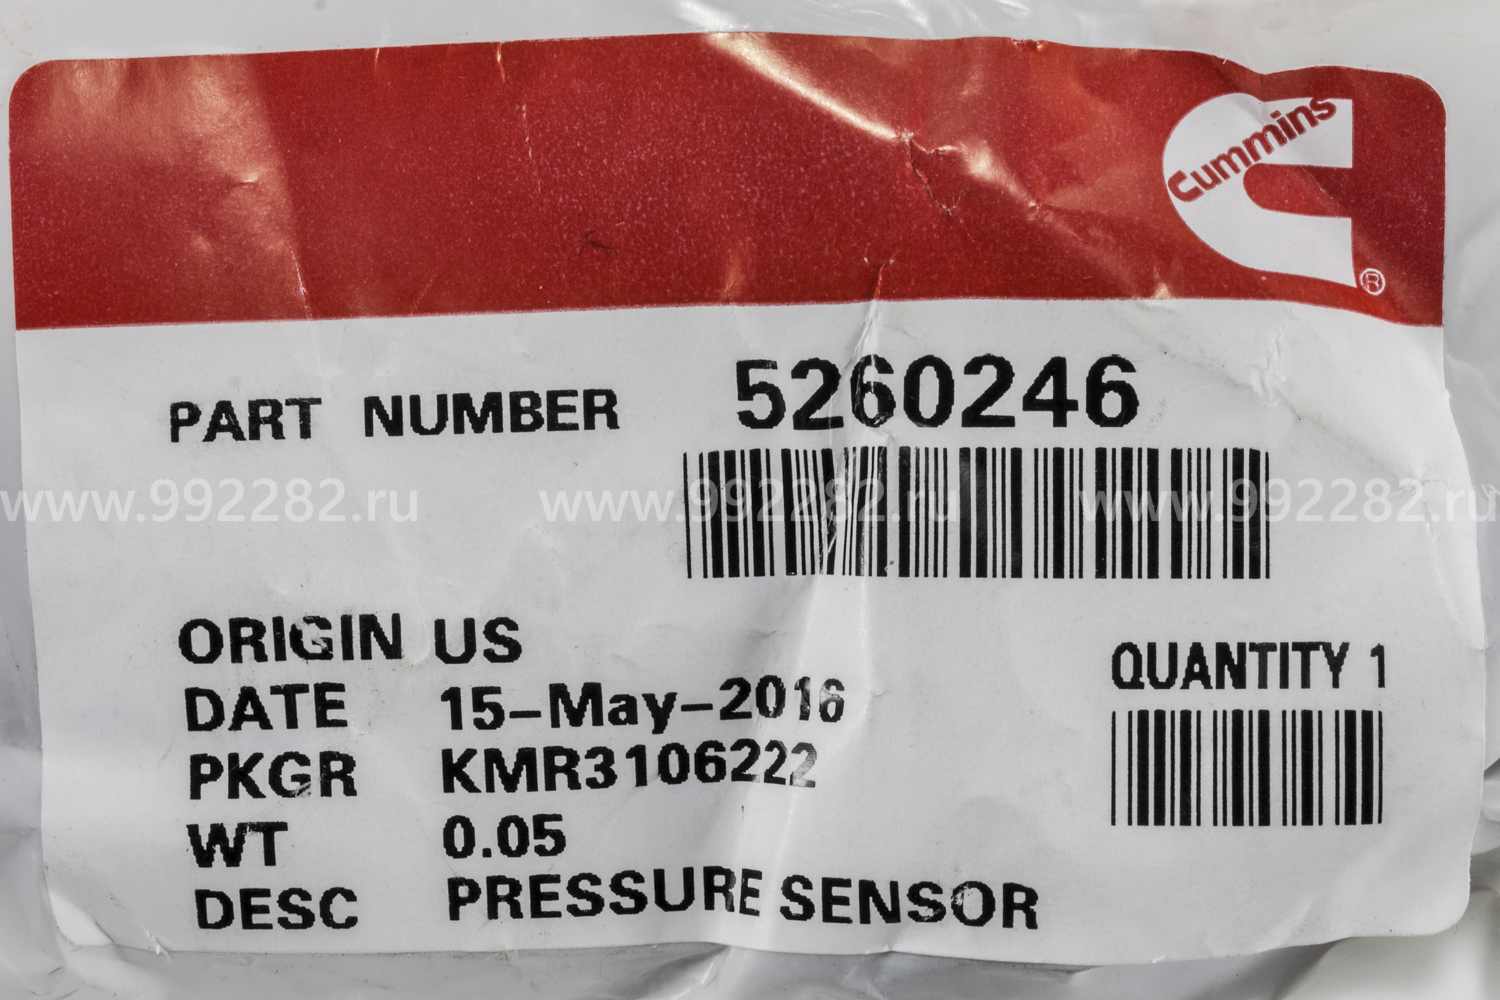 Cummins
®
PART NUMBER 5260246
www.992282.ru www.992282.ru www.992282.ru
ORIGIN US
QUANTITY 1
DATE 15-May-2016
PKGR KMR3106222
WT 0.05
DESC PRESSURE SENSOR